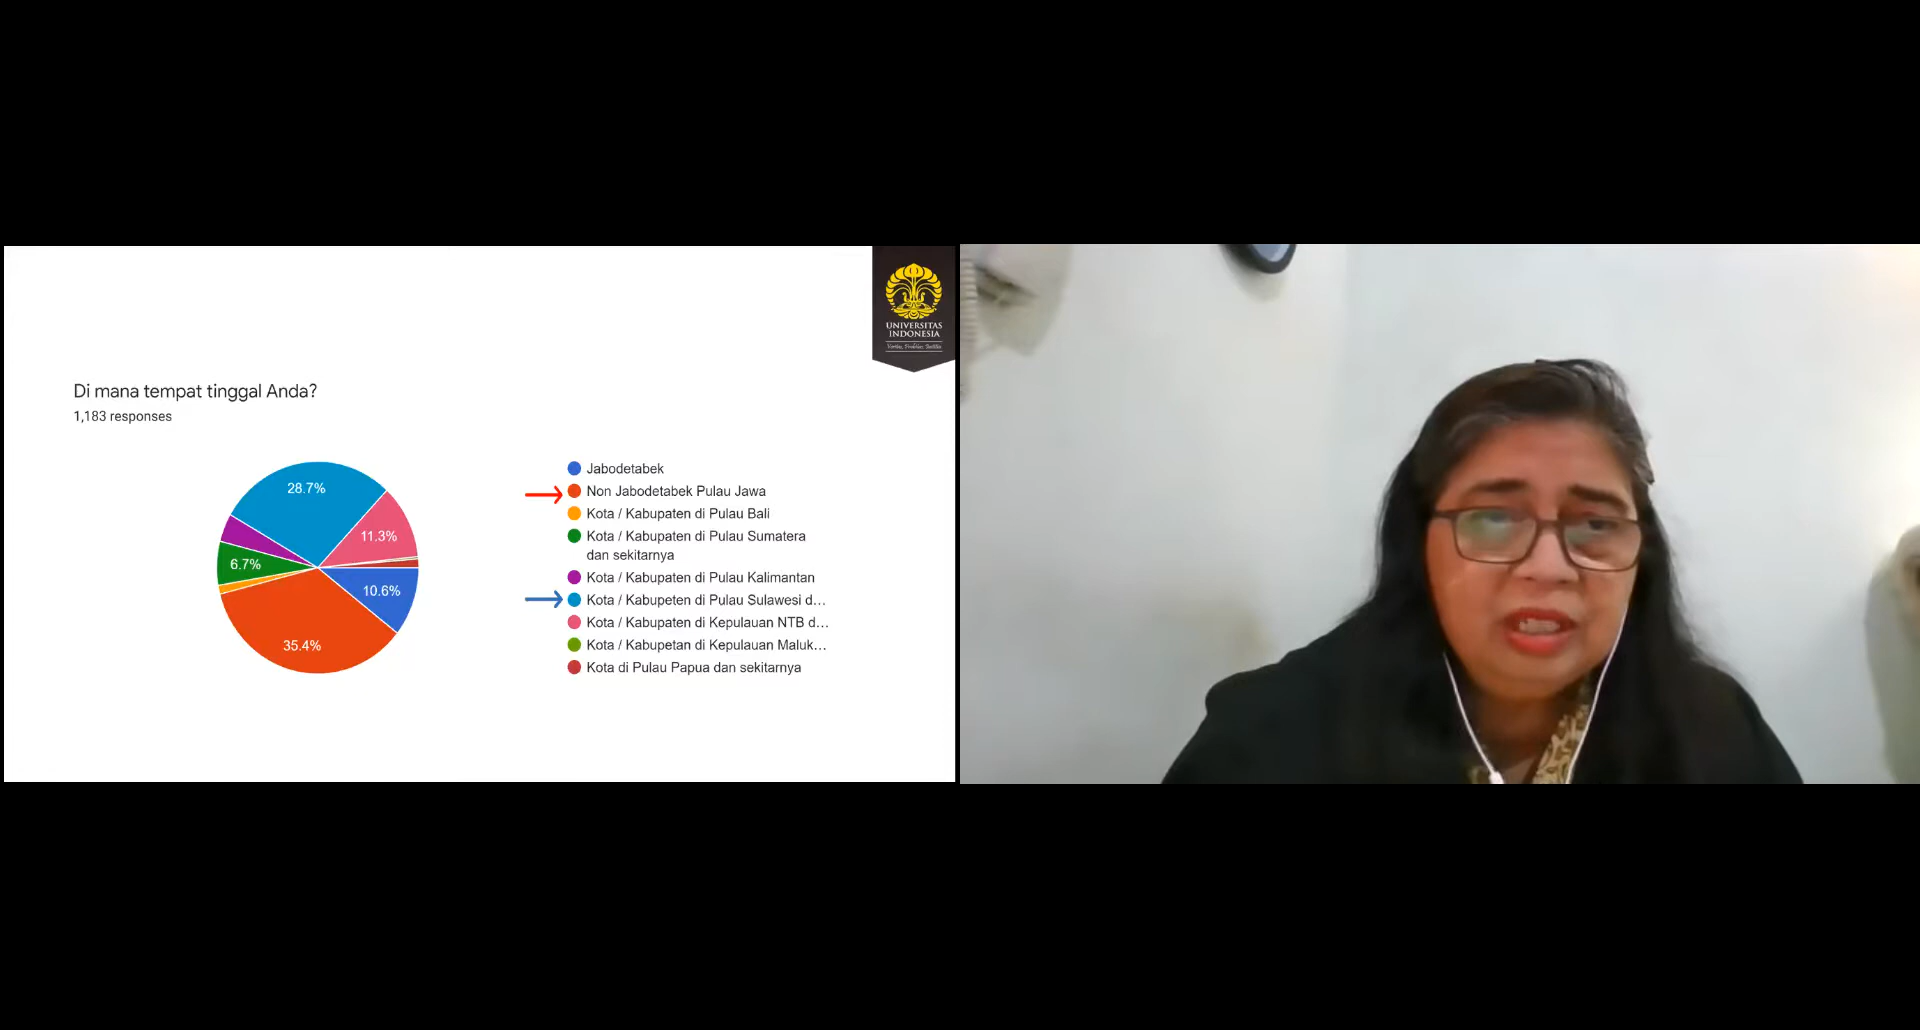 UNIVERSITAS
INDONESIA
Veritas, Probitas, Iustitia
Di mana tempat tinggal Anda?
1,183 responses
28.7%
11.3%
6.7%
10.6%
35.4%
Jabodetabek
Non Jabodetabek Pulau Jawa
Kota / Kabupaten di Pulau Bali
Kota / Kabupaten di Pulau Sumatera
dan sekitarnya
Kota / Kabupaten di Pulau Kalimantan
Kota / Kabupeten di Pulau Sulawesi d...
Kota / Kabupaten di Kepulauan NTB d...
Kota / Kabupetan di Kepulauan Maluk...
Kota di Pulau Papua dan sekitarnya